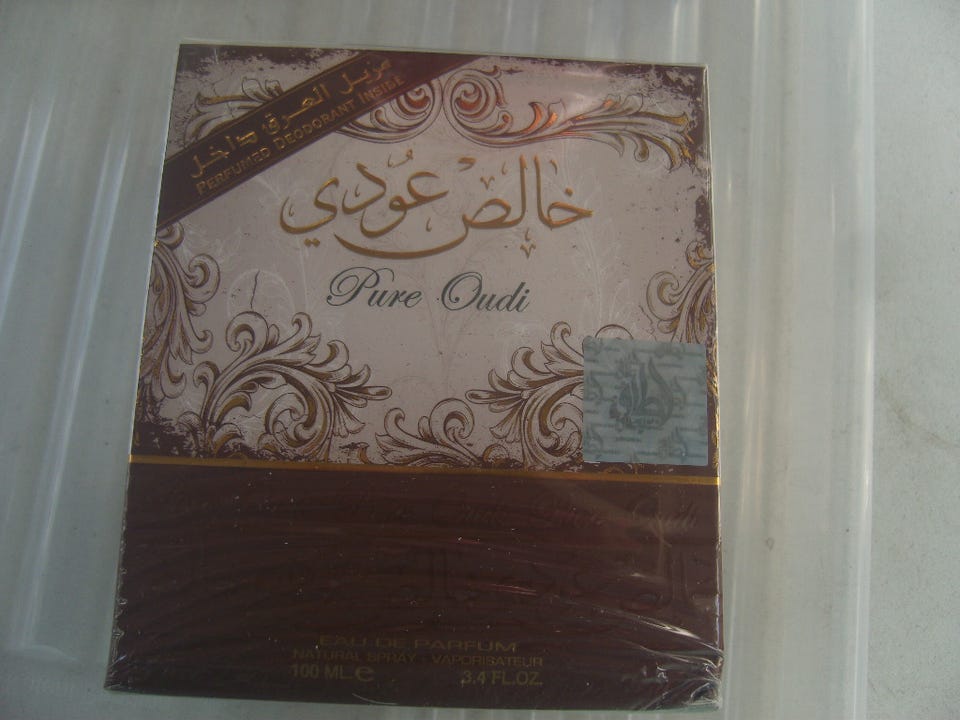 مزيل العرق داخل
PERFUMED DEODORANT INSIDE
خالص عودي
Pure Oudi
EAU DE PARFUM
NATURAL SPRAY - VAPORISATEUR
100 ML e 3.4 FL.OZ.